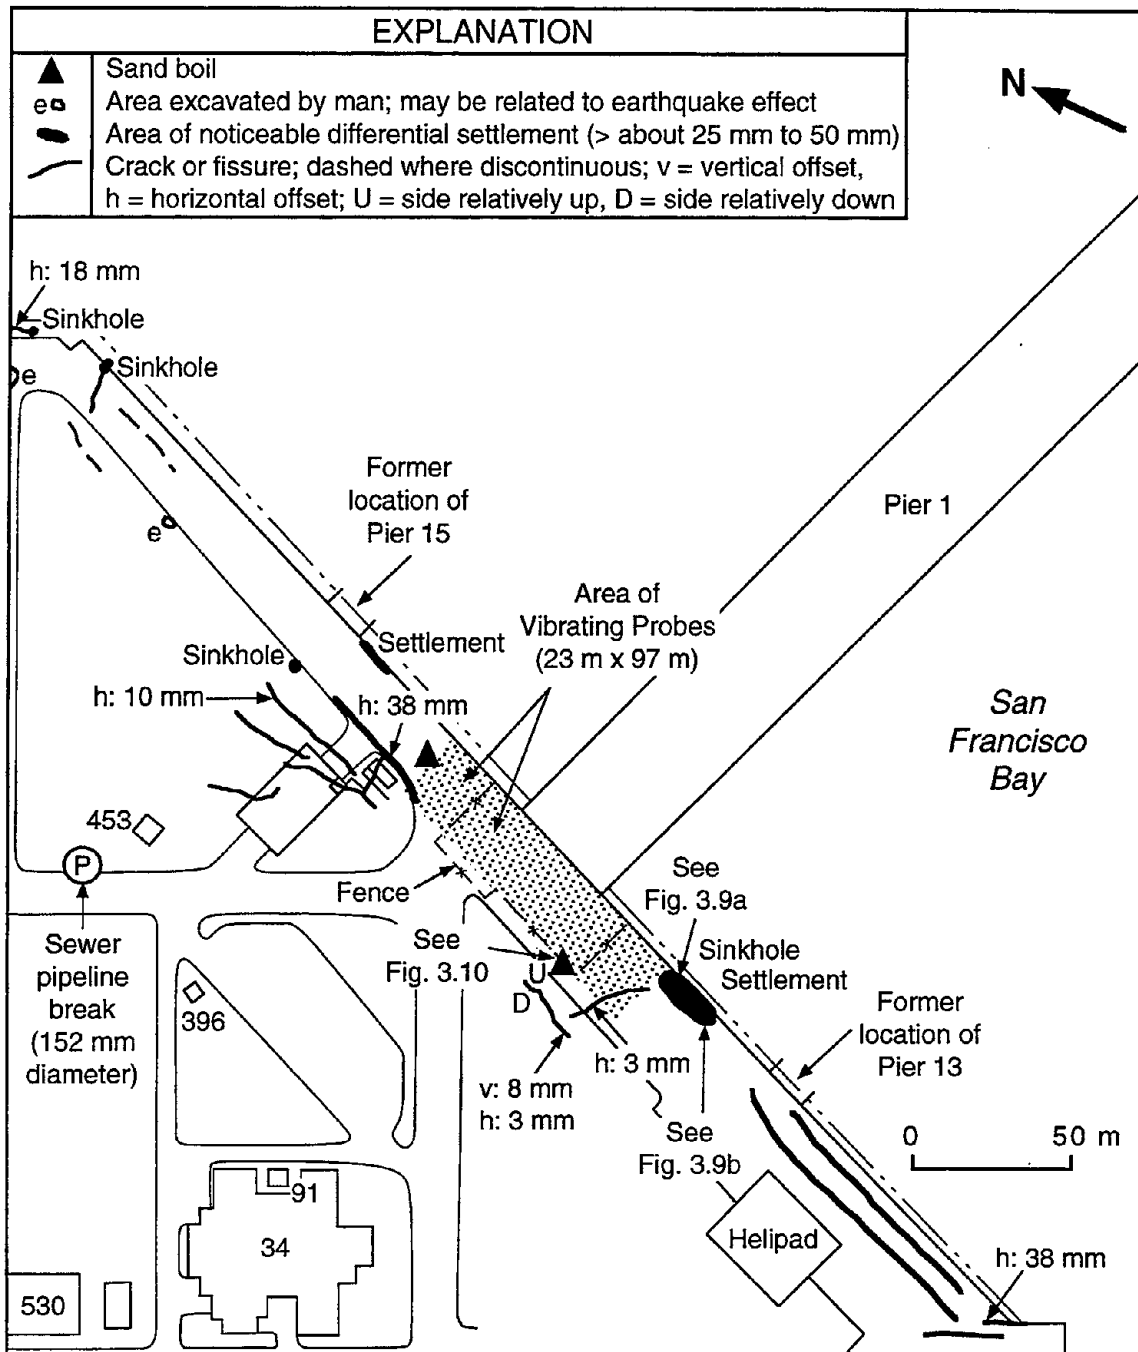 EXPLANATION
Sand boil
e Area excavated by man; may be related to earthquake effect
Area of noticeable differential settlement (> about 25 mm to 50 mm)
Crack or fissure; dashed where discontinuous; v = vertical offset,
h = horizontal offset; U = side relatively up, D = side relatively down
N
h: 18 mm
Sinkhole
Sinkhole
e
Former
location of
Pier 15
e
Pier 1
Area of
Vibrating Probes
(23 m x 97 m)
Settlement
Sinkhole
h: 10 mm
h: 38 mm
San
Francisco
Bay
453
P
Fence
See
Fig. 3.9a
Sewer
pipeline
break
(152 mm
diameter)
See
Fig. 3.10
U
D
Sinkhole
Settlement
396
Former
location of
Pier 13
h: 3 mm
v: 8 mm
h: 3 mm
See
Fig. 3.9b
0 50 m
91
34
Helipad
h: 38 mm
530